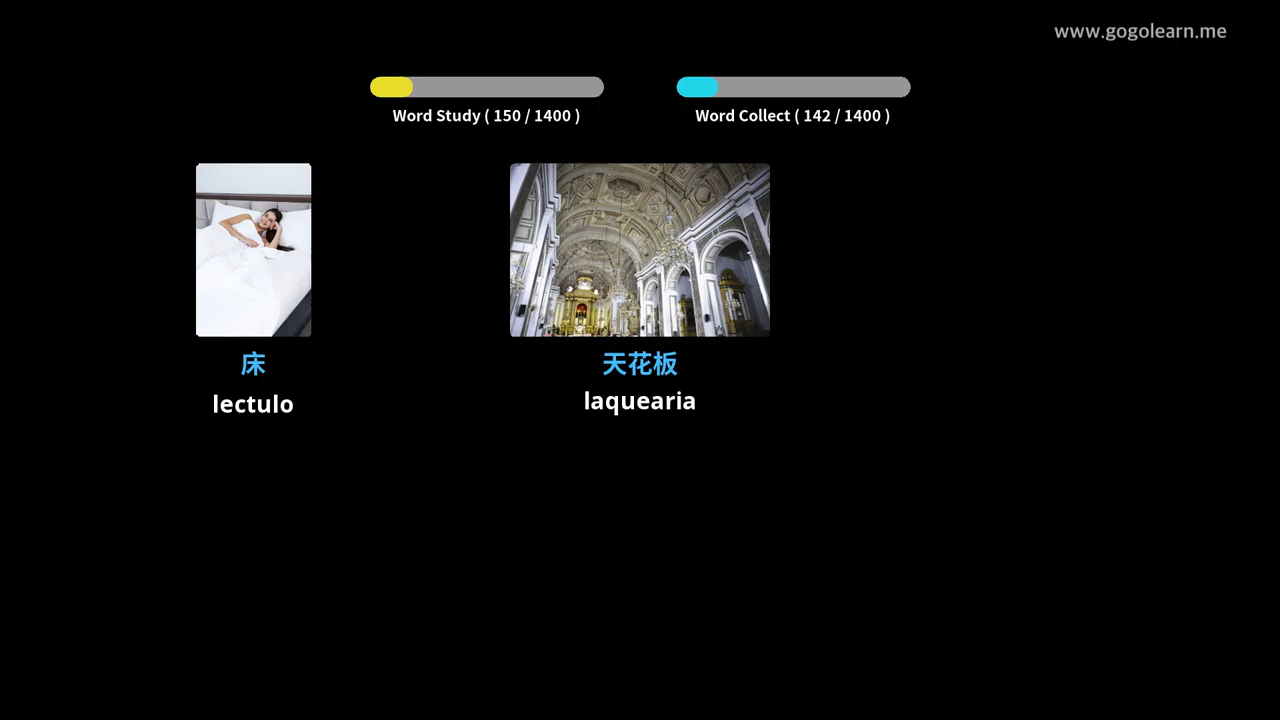 www.gogolearn.me
Word Study ( 150 / 1400 )
Word Collect ( 142 / 1400 )
床
lectulo
天花板
laquearia